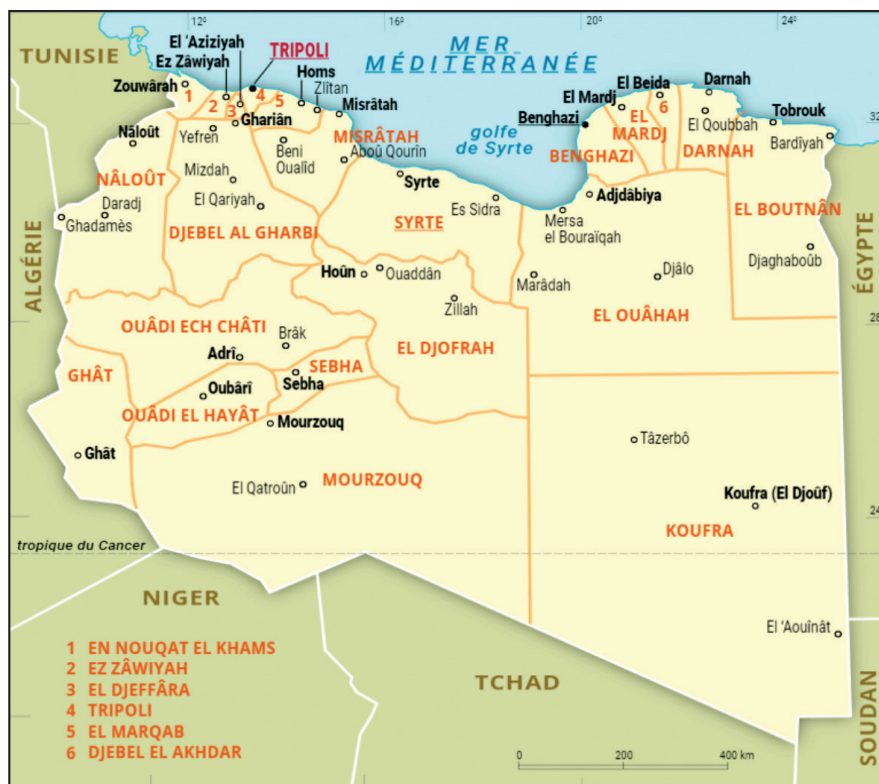 12°
16°
20°
24°
TUNISIE
El 'Aziziyah
Ez Zâwiyah
TRIPOLI
MER
MÉDITERRANÉE
Zouwârah
Homs
Zlîtan
Misrâtah
El Beida
Darnah
El Mardj
1
2
3
4
5
6
Ghariân
Benghazi
Tobrouk
32
Nâloût
Yefren
MISRÂTAH
golfe
de Syrte
EL
MARDJ
El Qoubbah
Bardîyah
Beni
Oualîd
Aboû Qourîn
BENGHAZI
DARNAH
NÂLOÛT
Mizdah
Syrte
Daradj
El Qariyah
Es Sidra
Adjdâbiya
EL BOUTNÂN
Ghadamès
DJEBEL AL GHARBI
SYRTE
Mersa
el Bouraïqah
ALGÉRIE
ÉGYPTE
Hoûn
Ouaddân
Marâdah
Djâlo
Djaghaboûb
Zillah
EL OUÂHAH
28
OUÂDI ECH CHÂTI
Brâk
EL DJOFRAH
Adrî
GHÂT
SEBHA
Oubârî
Sebha
OUÂDI EL HAYÂT
Mourzouq
Tâzerbô
Ghât
El Qatroûn
MOURZOUQ
Koufra (El Djoûf)
KOUFRA
24
tropique du Cancer
NIGER
El 'Aouînât
1 EN NOUQAT EL KHAMS
2 EZ ZÂWIYAH
3 EL DJEFFÂRA
4 TRIPOLI
5 EL MARQAB
6 DJEBEL EL AKHDAR
TCHAD
SOUDAN
0
200
400 km